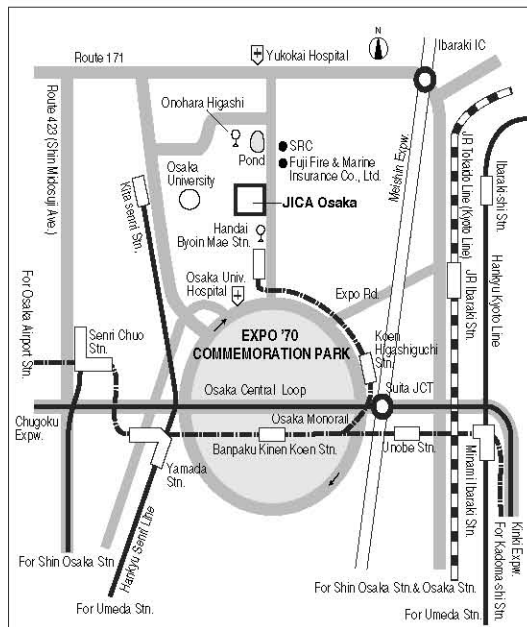 Route 171
Yukokai Hospital
N
Ibaraki IC
Route 423 (Shin Midosuji Ave.)
Onohara Higashi
Pond
SRC
Fuji Fire & Marine
Insurance Co., Ltd.
Osaka
University
JICA Osaka
Kita Senri Stn.
Handai
Byoin Mae Stn.
Meishin Expw.
JR Tokaido Line (Kyoto Line)
Ibaraki-shi Stn.
Hankyu Kyoto Line
JR Ibaraki Stn.
Osaka Univ.
Hospital
Expo Rd.
For Osaka Airport Stn.
Senri Chuo
Stn.
EXPO '70
COMMEMORATION PARK
Koen
Higashiguchi
Stn.
Osaka Central Loop
Suita JCT
Chugoku
Expw.
Osaka Monorail
Yamada
Stn.
Banpaku Kinen Koen Stn.
Unobe Stn.
Minami Ibaraki Stn.
Hankyu Senri Line
Kinki Expw.
For Kadoma-shi Stn.
For Shin Osaka Stn.
For Umeda Stn.
For Shin Osaka Stn.& Osaka Stn.
For Umeda Stn.